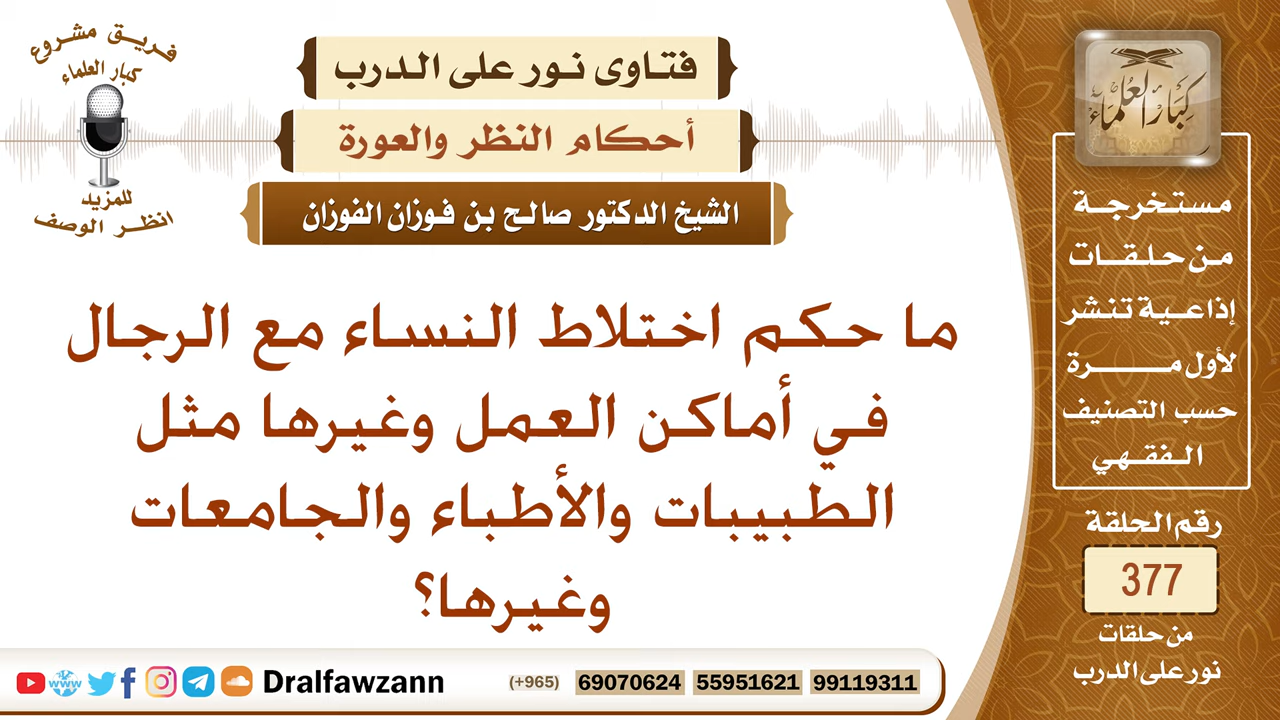 فريق مشروع
كبار العلماء
للمزيد
انظر الوصف
فتاوى نور على الدرب
أحكام النظر والعورة
الشيخ الدكتور صالح بن فوزان الفوزان
ما حكم اختلاط النساء مع الرجال
في أماكن العمل وغيرها مثل
الطبيبات والأطباء والجامعات
وغيرها؟
كبار العلماء
مستخرجة
من حلقات
إذاعية تنشر
لأول مرة
حسب التصنيف
الفقهي
رقم الحلقة
377
من حلقات
نور على الدرب
www Dralfawzann (+965) 69070624 55951621 99119311